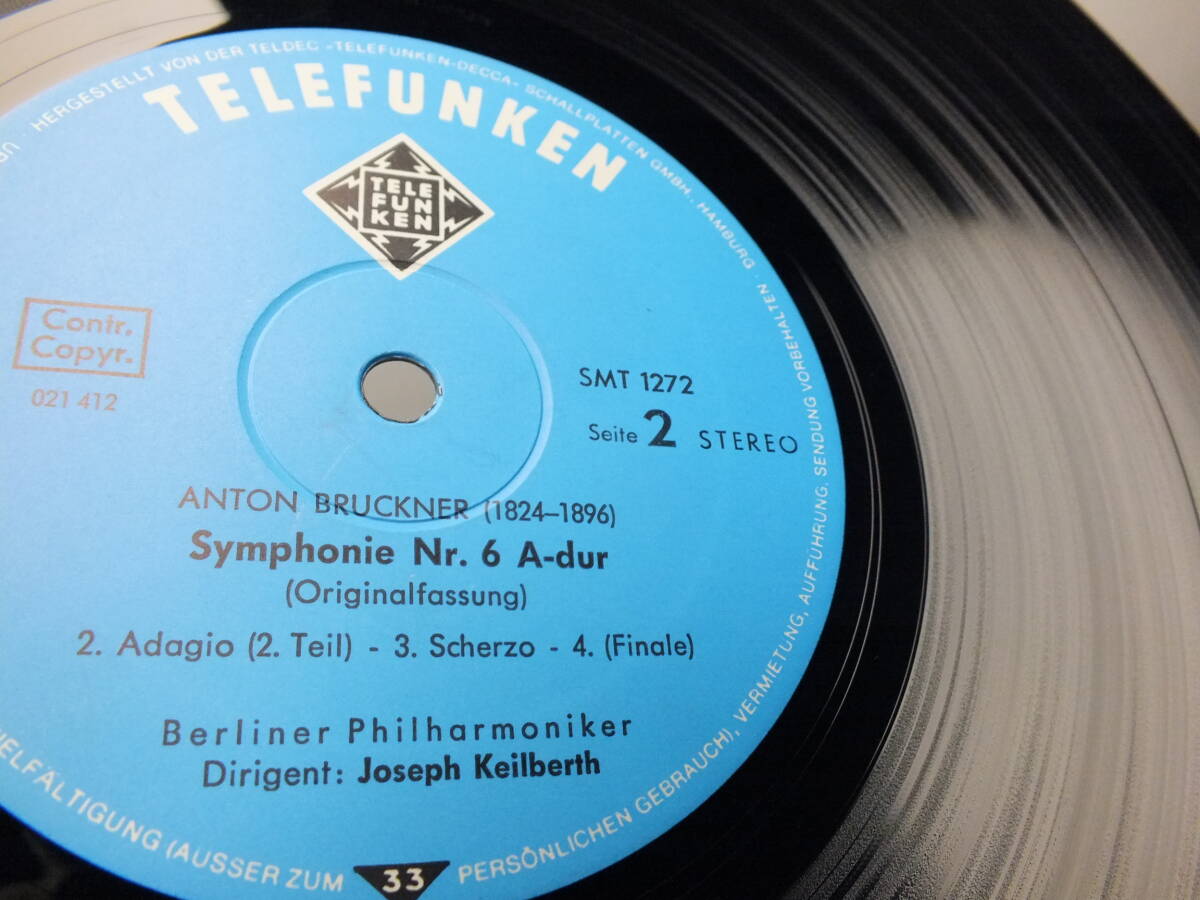 HERGESTELLT VON DER TELDEC »TELEFUNKEN-DECCA« SCHALLPLATTEN GMBH., HAMBURG · VORBEHALTEN
TELEFUNKEN
TELE
FUN
KEN
Contr.
Copyr.
021 412
SMT 1272
Seite 2 STEREO
ANTON BRUCKNER (1824–1896)
Symphonie Nr. 6 A-dur
(Originalfassung)
2. Adagio (2. Teil) - 3. Scherzo - 4. (Finale)
Berliner Philharmoniker
Dirigent: Joseph Keilberth
ELFÄLTIGUNG (AUSSER ZUM PERSÖNLICHEN GEBRAUCH), VERMIETUNG, AUFFÜHRUNG, SENDUNG
33